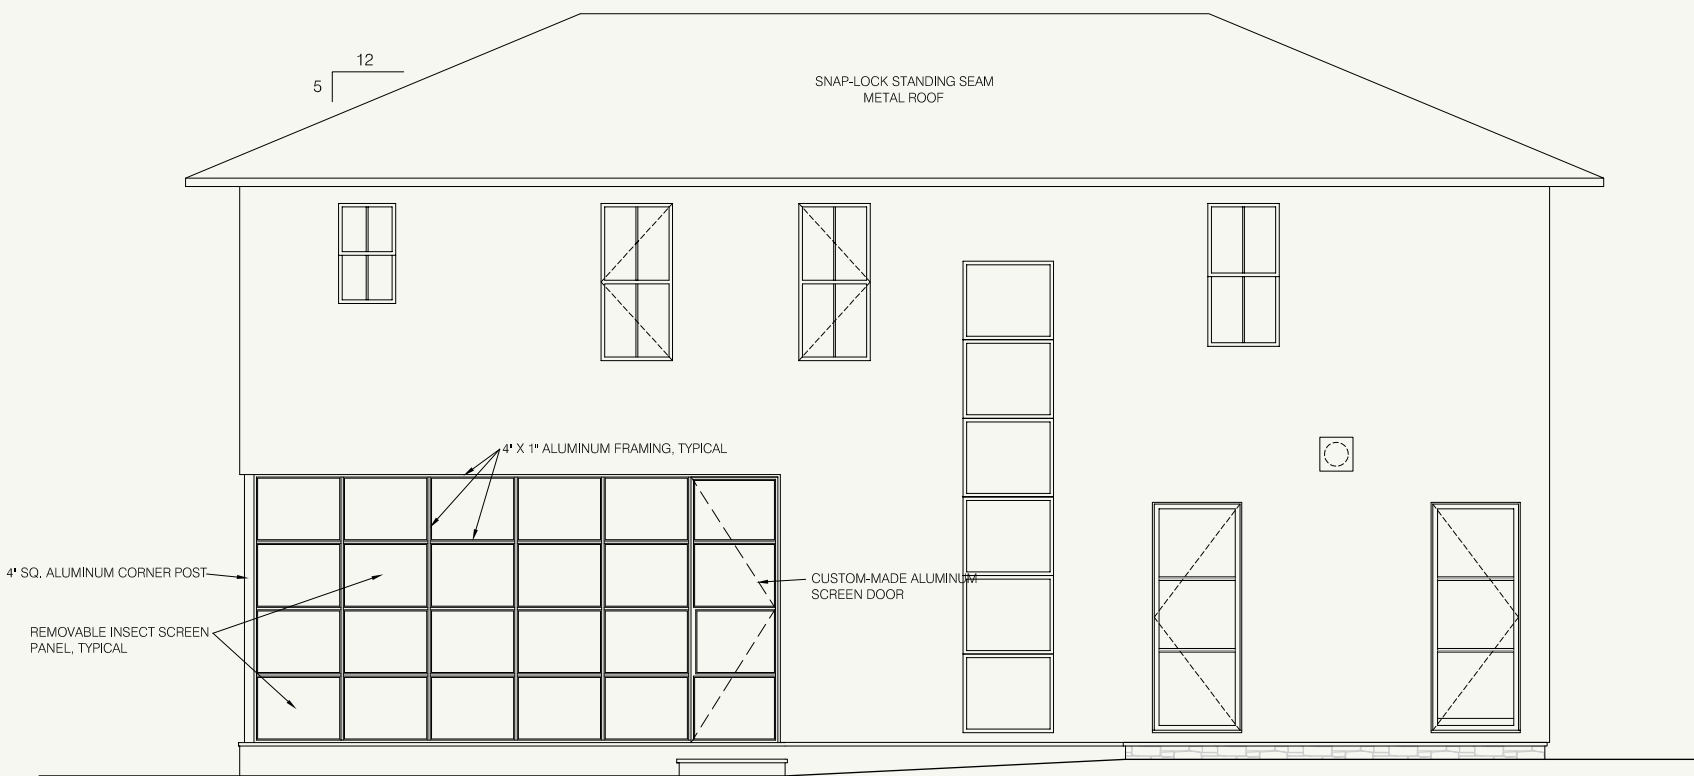 12
5
SNAP-LOCK STANDING SEAM
METAL ROOF
4" X 1" ALUMINUM FRAMING, TYPICAL
4" SQ. ALUMINUM CORNER POST
CUSTOM-MADE ALUMINUM
SCREEN DOOR
REMOVABLE INSECT SCREEN
PANEL, TYPICAL